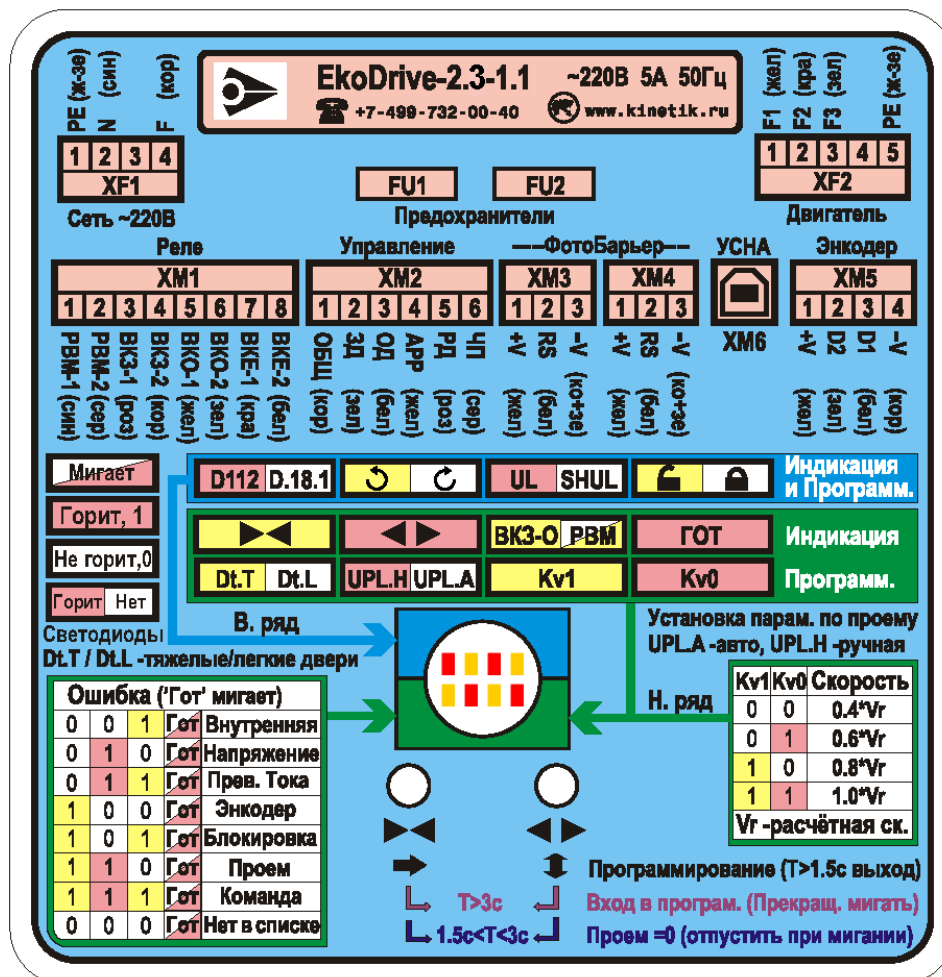 EkoDrive-2.3-1.1 ~220В 5А 50Гц
+7-499-732-00-40 www.kinetik.ru
PE (ж-зе)
N (син)
F (кор)
1 2 3 4
XF1
Сеть ~220В
FU1 FU2
Предохранители
F1 (жел)
F2 (кра)
F3 (зел)
PE (ж-зе)
1 2 3 4 5
XF2
Двигатель
Реле
XM1
1 2 3 4 5 6 7 8
РВМ-1 (син)
РВМ-2 (сер)
ВКЗ-1 (роз)
ВКЗ-2 (кор)
ВКО-1 (жел)
ВКО-2 (зел)
ВКЕ-1 (кра)
ВКЕ-2 (бел)
Управление
XM2
1 2 3 4 5 6
ОБЩ (кор)
ЗД (зел)
ОД (бел)
АРР (жел)
РД (роз)
ЧП (сер)
----ФотоБарьер---
XM3 XM4
1 2 3 1 2 3
+V (жел)
RS (бел)
-V (ко+зе)
+V (жел)
RS (бел)
-V (ко+зе)
УСНА
XM6
Энкодер
XM5
1 2 3 4
+V (жел)
D2 (зел)
D1 (бел)
-V (кор)
Мигает
Горит, 1
Не горит,0
Горит Нет
Светодиоды
D112 D.18.1 UL SHUL Индикация и Программ.
ВКЗ-О РВМ ГОТ Индикация
Dt.T Dt.L UPL.H UPL.A Kv1 Kv0 Программ.
В. ряд
Dt.T / Dt.L -тяжелые/легкие двери
Установка парам. по проему
UPL.A -авто, UPL.H -ручная
Н. ряд
Ошибка ('Гот' мигает)
0 0 1 Гот Внутренняя
0 1 0 Гот Напряжение
0 1 1 Гот Прев. Тока
1 0 0 Гот Энкодер
1 0 1 Гот Блокировка
1 1 0 Гот Проем
1 1 1 Гот Команда
0 0 0 Гот Нет в списке
Kv1 Kv0 Скорость
0 0 0.4*Vr
0 1 0.6*Vr
1 0 0.8*Vr
1 1 1.0*Vr
Vr -расчётная ск.
Программирование (T>1.5с выход)
T>3с Вход в програм. (Прекращ. мигать)
1.5с<T<3с Проем =0 (отпустить при мигании)